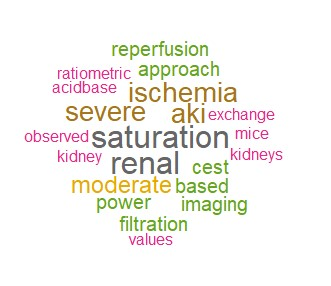 reperfusion
ratiometric approach
acidbase ischemia
severe aki exchange
observed saturation mice
kidney renal cest kidneys
moderate based
power imaging
filtration
values